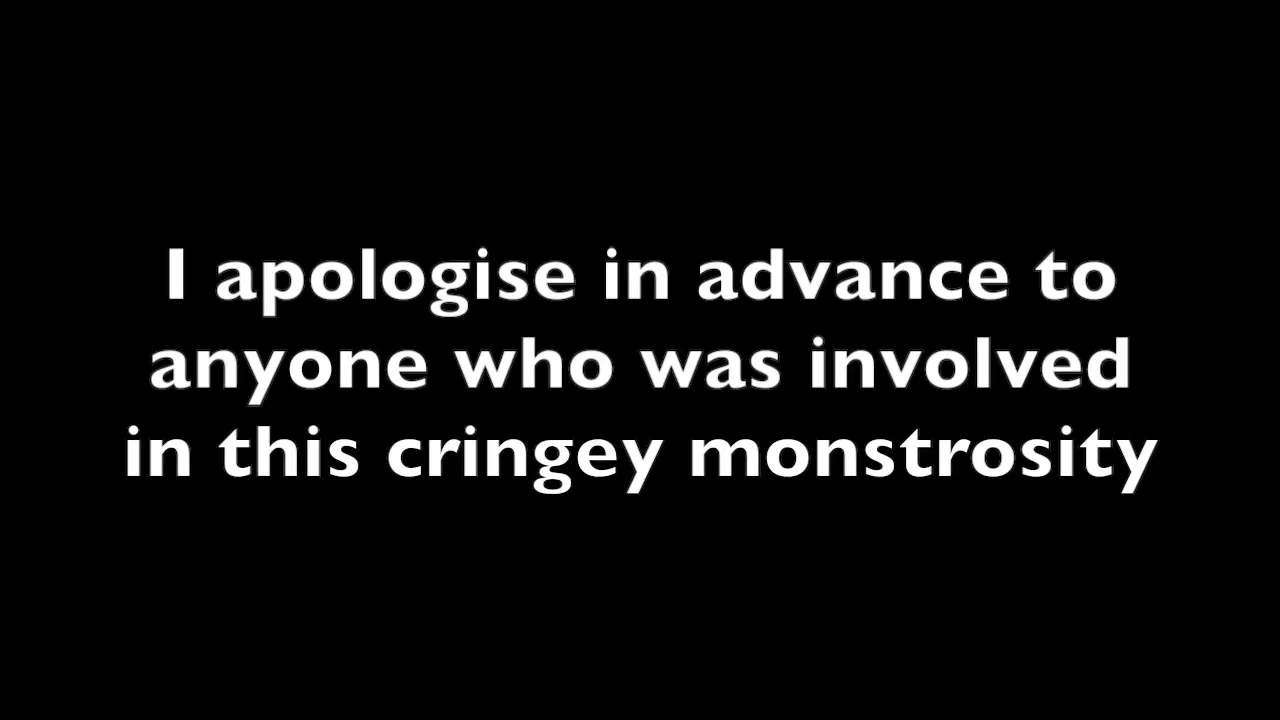 I apologise in advance to
anyone who was involved
in this cringey monstrosity